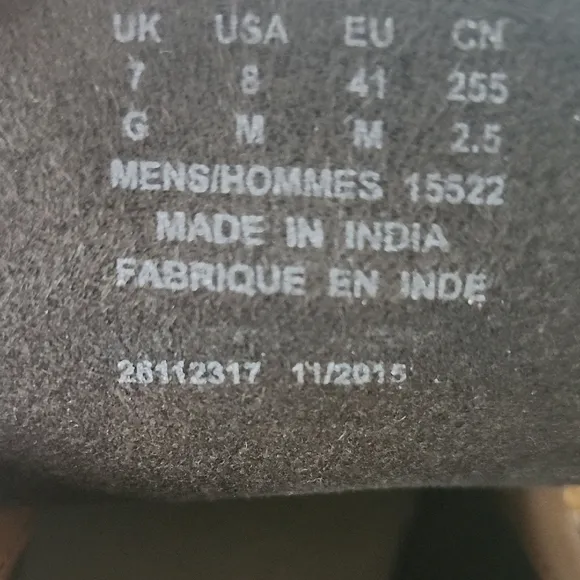 UK USA EU CN
7 8 41 255
G M M 2.5
MENS/HOMMES 15522
MADE IN INDIA
FABRIQUE EN INDE
26112317 11/2015